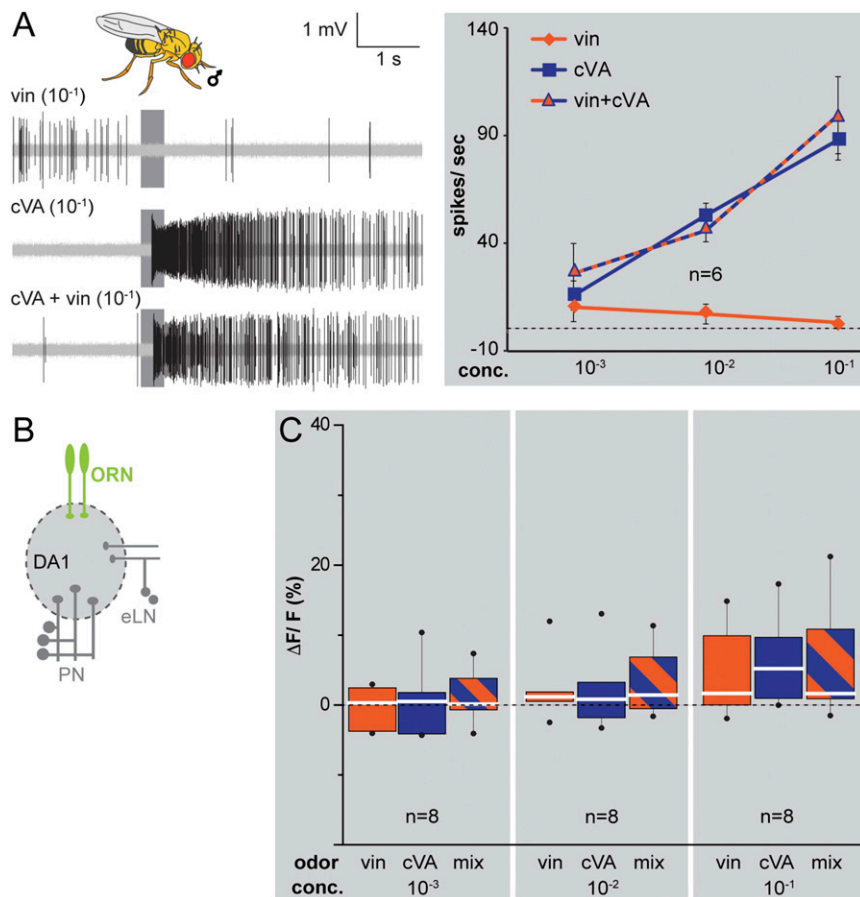 A
1 mV
1 s
♂
vin (10⁻¹)
cVA (10⁻¹)
cVA + vin (10⁻¹)
140
90
40
-10
spikes/ sec
vin
cVA
vin+cVA
n=6
conc.
10⁻³
10⁻²
10⁻¹
B
ORN
DA1
eLN
PN
C
40
20
0
ΔF/ F (%)
n=8
n=8
n=8
odor vin cVA mix vin cVA mix vin cVA mix
conc. 10⁻³ 10⁻² 10⁻¹